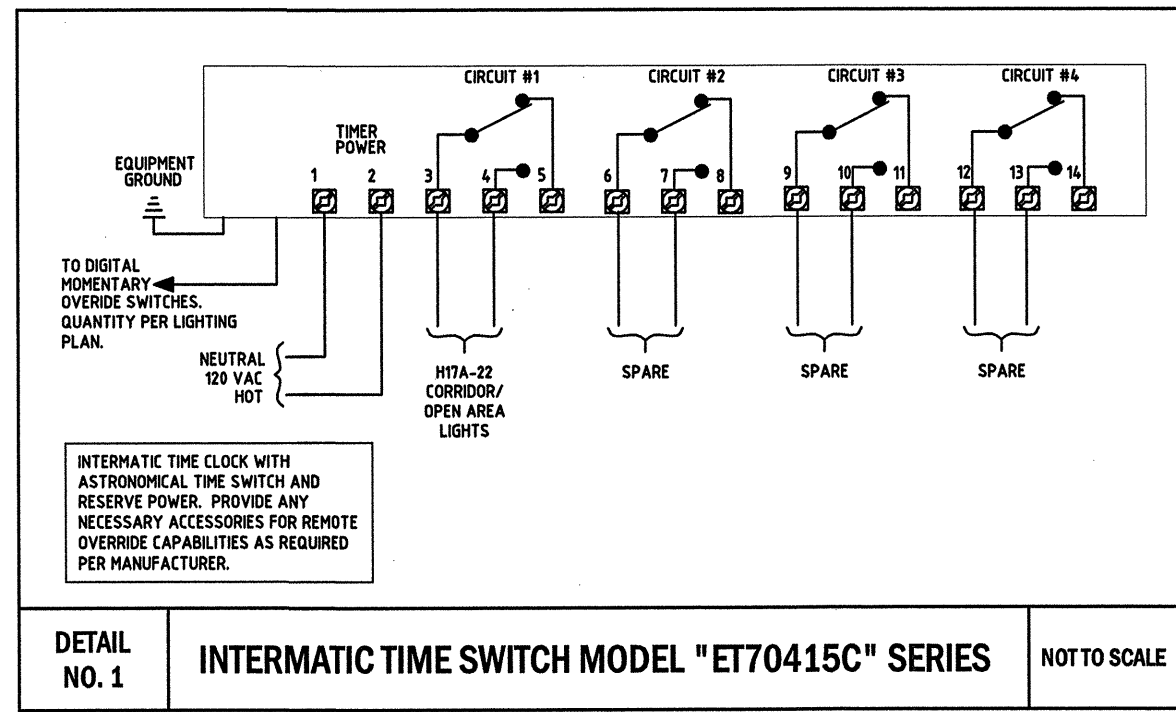 CIRCUIT #1
CIRCUIT #2
CIRCUIT #3
CIRCUIT #4
TIMER
POWER
EQUIPMENT
GROUND
1
2
3
4
5
6
7
8
9
10
11
12
13
14
TO DIGITAL
MOMENTARY
OVERIDE SWITCHES.
QUANTITY PER LIGHTING
PLAN.
NEUTRAL
120 VAC
HOT
H17A-22
CORRIDOR/
OPEN AREA
LIGHTS
SPARE
SPARE
SPARE
INTERMATIC TIME CLOCK WITH
ASTRONOMICAL TIME SWITCH AND
RESERVE POWER. PROVIDE ANY
NECESSARY ACCESSORIES FOR REMOTE
OVERRIDE CAPABILITIES AS REQUIRED
PER MANUFACTURER.
DETAIL
NO. 1
INTERMATIC TIME SWITCH MODEL "ET70415C" SERIES
NOT TO SCALE